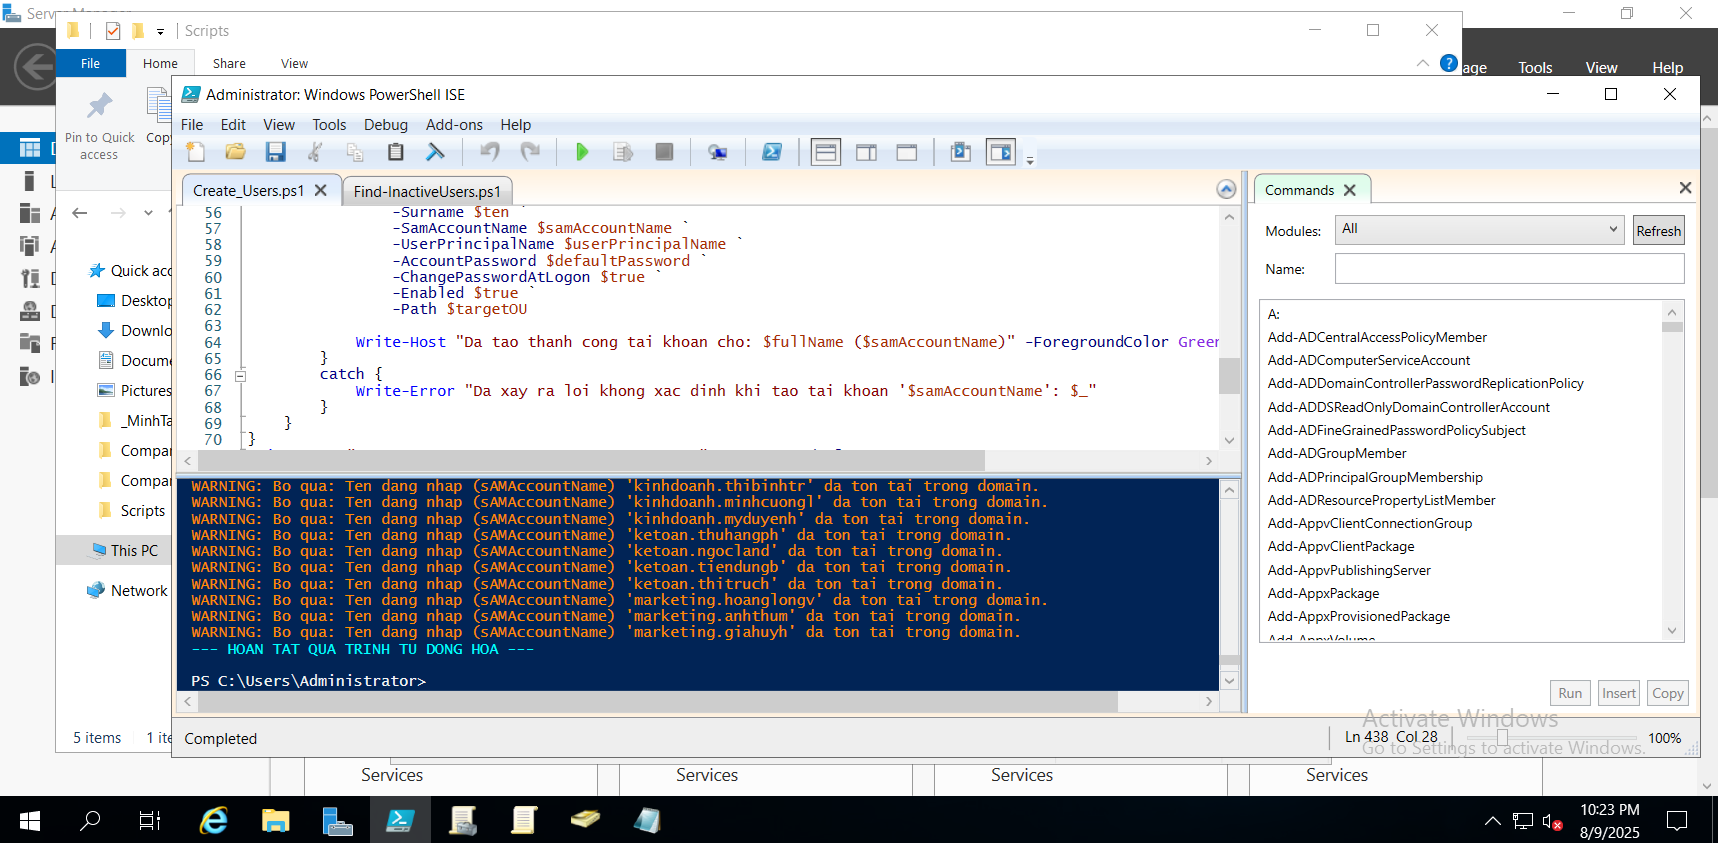 Server Manager
Scripts
File Home Share View
age Tools View Help
Pin to Quick access
Copy
Administrator: Windows PowerShell ISE
File Edit View Tools Debug Add-ons Help
Create_Users.ps1
Find-InactiveUsers.ps1
56 -Surname $ten `
57 -SamAccountName $samAccountName `
58 -UserPrincipalName $userPrincipalName `
59 -AccountPassword $defaultPassword `
60 -ChangePasswordAtLogon $true `
61 -Enabled $true `
62 -Path $targetOU
63
64 Write-Host "Da tao thanh cong tai khoan cho: $fullName ($samAccountName)" -ForegroundColor Green
65 }
66 catch {
67 Write-Error "Da xay ra loi khong xac dinh khi tao tai khoan '$samAccountName': $_"
68 }
69 }
70 }
WARNING: Bo qua: Ten dang nhap (sAMAccountName) 'kinhdoanh.thibinhtr' da ton tai trong domain.
WARNING: Bo qua: Ten dang nhap (sAMAccountName) 'kinhdoanh.minhcuongl' da ton tai trong domain.
WARNING: Bo qua: Ten dang nhap (sAMAccountName) 'kinhdoanh.myduyenh' da ton tai trong domain.
WARNING: Bo qua: Ten dang nhap (sAMAccountName) 'ketoan.thuhangph' da ton tai trong domain.
WARNING: Bo qua: Ten dang nhap (sAMAccountName) 'ketoan.ngocland' da ton tai trong domain.
WARNING: Bo qua: Ten dang nhap (sAMAccountName) 'ketoan.tiendungb' da ton tai trong domain.
WARNING: Bo qua: Ten dang nhap (sAMAccountName) 'ketoan.thitruch' da ton tai trong domain.
WARNING: Bo qua: Ten dang nhap (sAMAccountName) 'marketing.hoanglongv' da ton tai trong domain.
WARNING: Bo qua: Ten dang nhap (sAMAccountName) 'marketing.anhthum' da ton tai trong domain.
WARNING: Bo qua: Ten dang nhap (sAMAccountName) 'marketing.giahuyh' da ton tai trong domain.
--- HOAN TAT QUA TRINH TU DONG HOA ---
PS C:\Users\Administrator>
Completed
Ln 438 Col 28
100%
Commands
Modules: All
Refresh
Name:
A:
Add-ADCentralAccessPolicyMember
Add-ADComputerServiceAccount
Add-ADDomainControllerPasswordReplicationPolicy
Add-ADDSReadOnlyDomainControllerAccount
Add-ADFineGrainedPasswordPolicySubject
Add-ADGroupMember
Add-ADPrincipalGroupMembership
Add-ADResourcePropertyListMember
Add-AppvClientConnectionGroup
Add-AppvClientPackage
Add-AppvPublishingServer
Add-AppxPackage
Add-AppxProvisionedPackage
Add-AppxVolume
Run Insert Copy
Activate Windows
Go to Settings to activate Windows.
Quick acc
Desktop
Downlo
Docume
Pictures
_MinhTa
Compar
Compar
Scripts
This PC
Network
5 items
1 ite
Services
Services
Services
Services
10:23 PM
8/9/2025